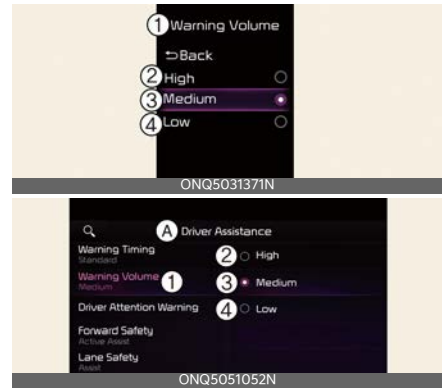 ① Warning Volume
⮌Back
② High
③ Medium
④ Low
ONQ5031371N
Ⓐ Driver Assistance
Warning Timing
Standard
② High
Warning Volume ①
Medium
③ Medium
Driver Attention Warning
④ Low
Forward Safety
Active Assist
Lane Safety
Assist
ONQ5051052N